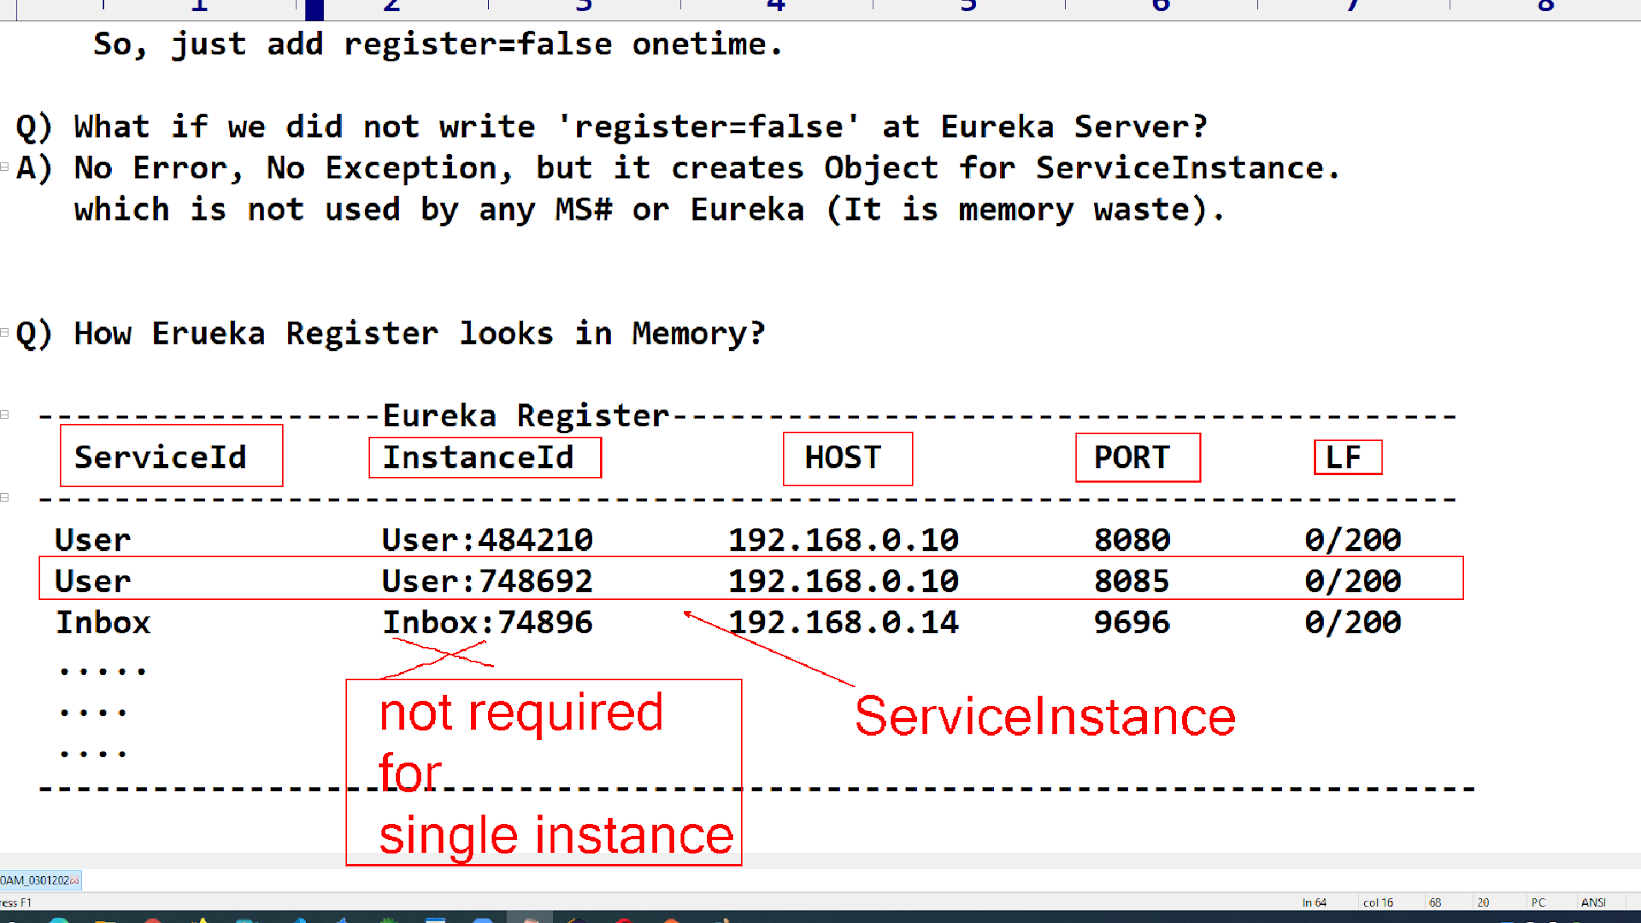 1 2 3 4 5 6 7 8
So, just add register=false onetime.
Q) What if we did not write 'register=false' at Eureka Server?
A) No Error, No Exception, but it creates Object for ServiceInstance.
which is not used by any MS# or Eureka (It is memory waste).
Q) How Erueka Register looks in Memory?
------------------Eureka Register-----------------------------------------
ServiceId InstanceId HOST PORT LF
--------------------------------------------------------------------------
User User:484210 192.168.0.10 8080 0/200
User User:748692 192.168.0.10 8085 0/200
Inbox Inbox:74896 192.168.0.14 9696 0/200
.....
....
....
not required
for
single instance
ServiceInstance
---------------------------------------------------------------------------
0AM_0301202
ress F1
ln 64 col 16 68 20 PC ANSI